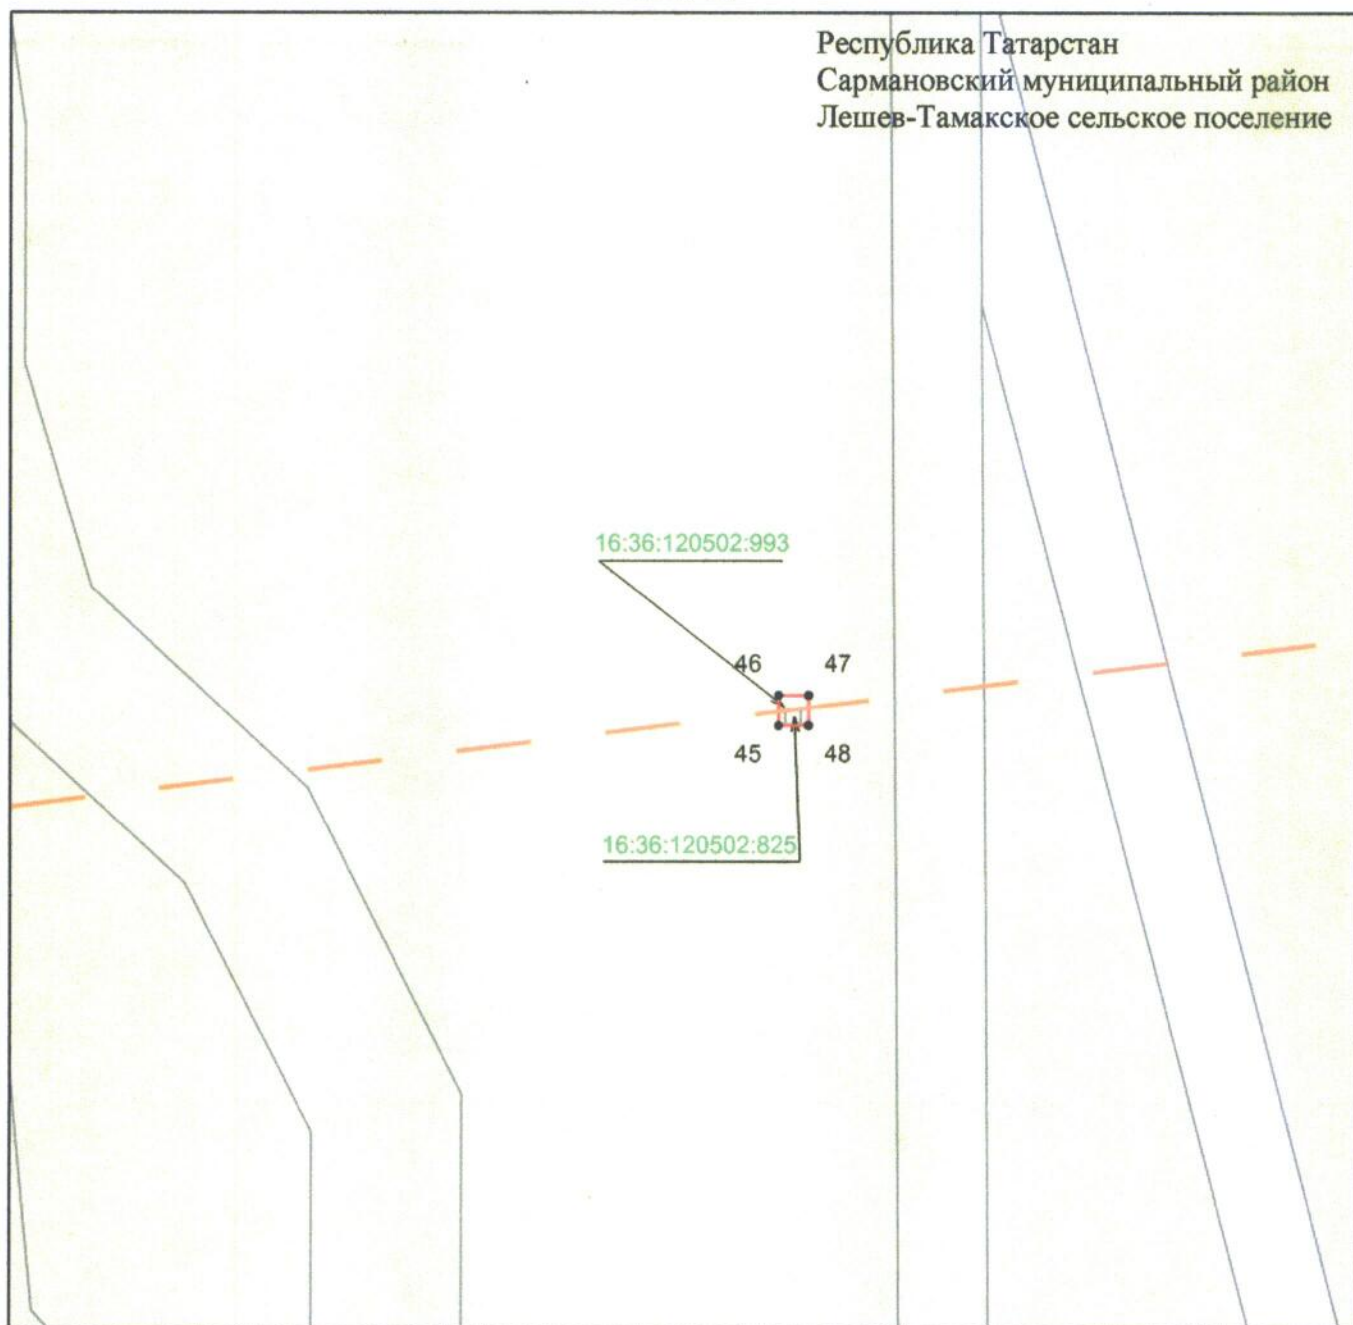 Республика Татарстан
Сармановский муниципальный район
Лешев-Тамакское сельское поселение
16:36:120502:993
46 47
45 48
16:36:120502:825